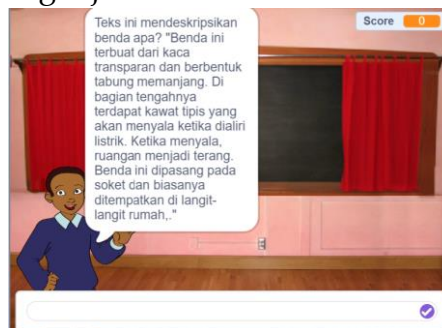 Score 0
Teks ini mendeskripsikan
benda apa? "Benda ini
terbuat dari kaca
transparan dan berbentuk
tabung memanjang. Di
bagian tengahnya
terdapat kawat tipis yang
akan menyala ketika dialiri
listrik. Ketika menyala,
ruangan menjadi terang.
Benda ini dipasang pada
soket dan biasanya
ditempatkan di langit-
langit rumah,."